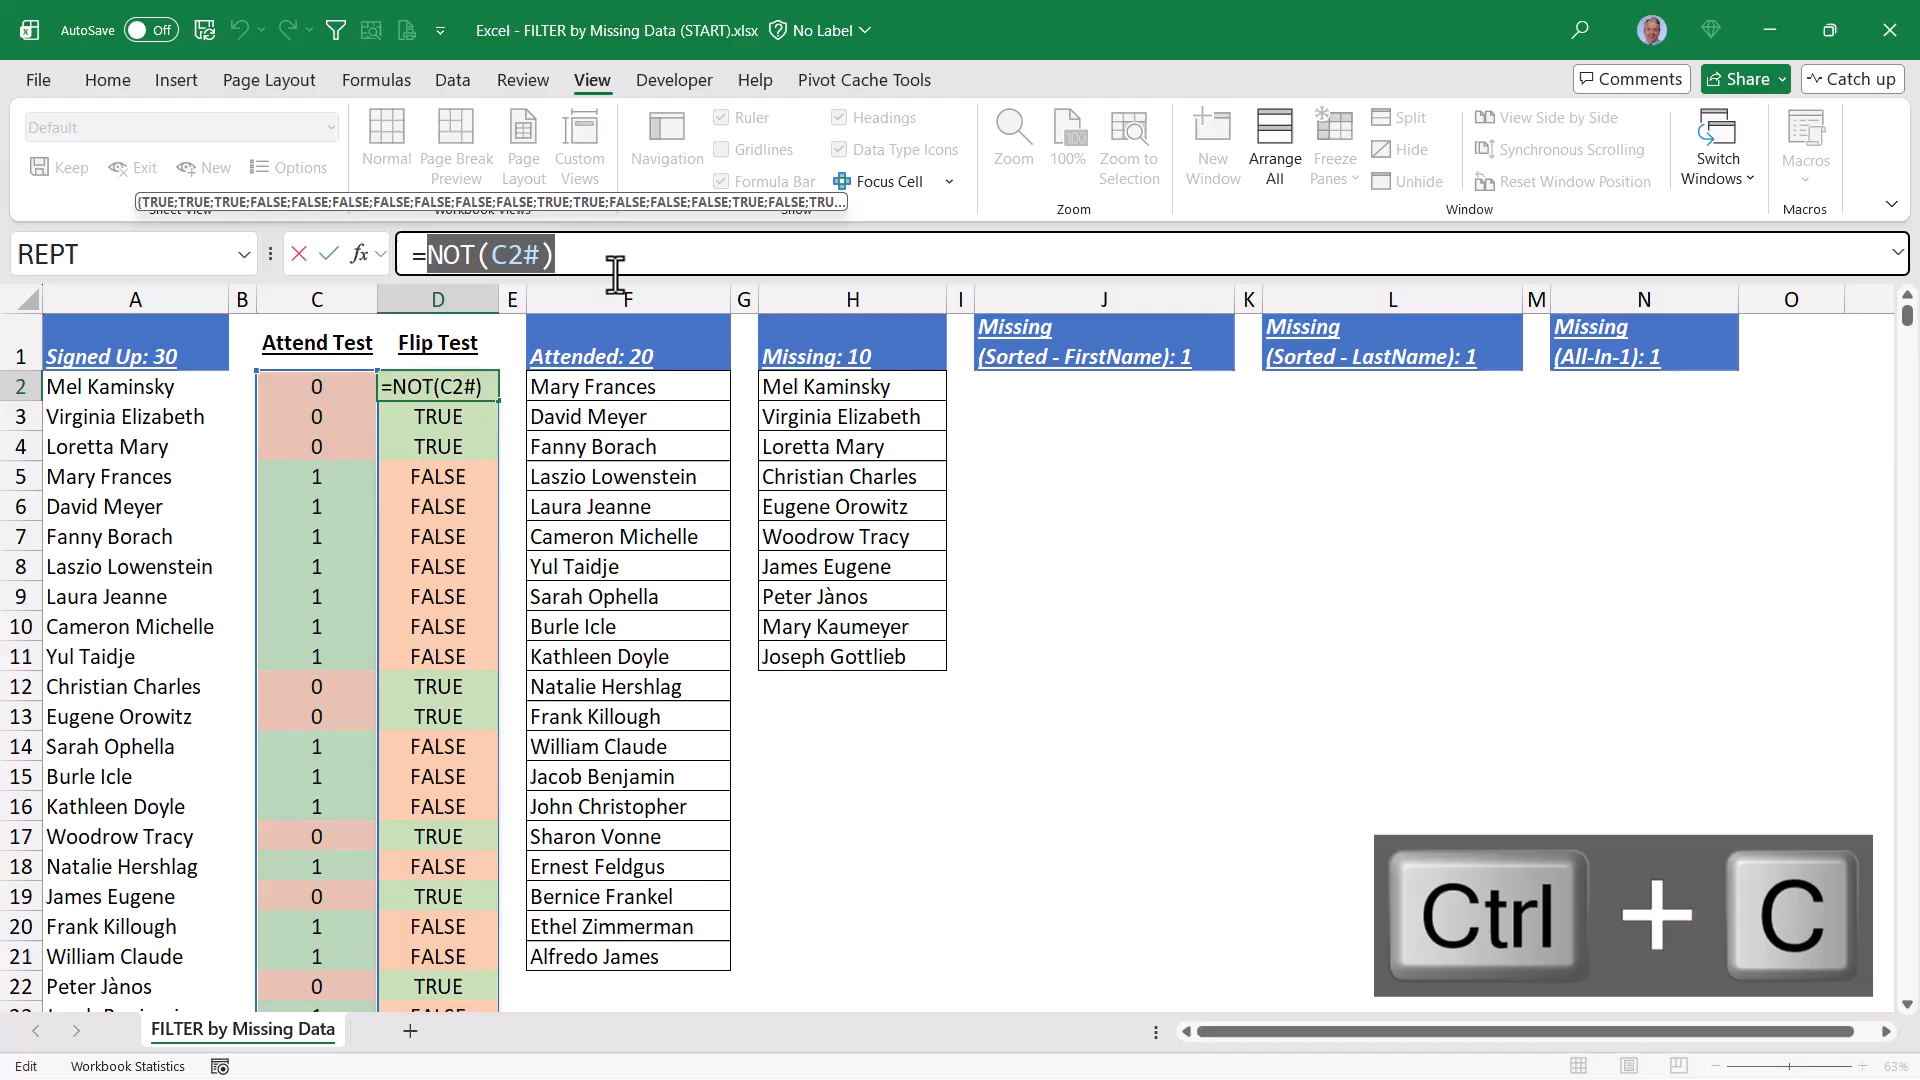 AutoSave Off Excel - FILTER by Missing Data (START).xlsx No Label
File Home Insert Page Layout Formulas Data Review View Developer Help Pivot Cache Tools Comments Share Catch up
Default
Keep Exit New Options
Normal Page Break Preview Page Layout Custom Views
Navigation Ruler Headings
Gridlines Data Type Icons
Formula Bar Focus Cell
Zoom 100% Zoom to Selection
New Window Arrange All Freeze Panes
Split
Hide
Unhide
View Side by Side
Synchronous Scrolling
Reset Window Position
Switch Windows Macros
{TRUE;TRUE;TRUE;FALSE;FALSE;FALSE;FALSE;FALSE;FALSE;FALSE;TRUE;TRUE;FALSE;FALSE;FALSE;TRUE;FALSE;TRU...
Zoom Window Macros
REPT fx =NOT(C2#)
A B C D E F G H I J K L M N O
1 Signed Up: 30 Attend Test Flip Test Attended: 20 Missing: 10 Missing (Sorted - FirstName): 1 Missing (Sorted - LastName): 1 Missing (All-In-1): 1
2 Mel Kaminsky 0 =NOT(C2#) Mary Frances Mel Kaminsky
3 Virginia Elizabeth 0 TRUE David Meyer Virginia Elizabeth
4 Loretta Mary 0 TRUE Fanny Borach Loretta Mary
5 Mary Frances 1 FALSE Laszio Lowenstein Christian Charles
6 David Meyer 1 FALSE Laura Jeanne Eugene Orowitz
7 Fanny Borach 1 FALSE Cameron Michelle Woodrow Tracy
8 Laszio Lowenstein 1 FALSE Yul Taidje James Eugene
9 Laura Jeanne 1 FALSE Sarah Ophella Peter Jànos
10 Cameron Michelle 1 FALSE Burle Icle Mary Kaumeyer
11 Yul Taidje 1 FALSE Kathleen Doyle Joseph Gottlieb
12 Christian Charles 0 TRUE Natalie Hershlag
13 Eugene Orowitz 0 TRUE Frank Killough
14 Sarah Ophella 1 FALSE William Claude
15 Burle Icle 1 FALSE Jacob Benjamin
16 Kathleen Doyle 1 FALSE John Christopher
17 Woodrow Tracy 0 TRUE Sharon Vonne
18 Natalie Hershlag 1 FALSE Ernest Feldgus
19 James Eugene 0 TRUE Bernice Frankel
20 Frank Killough 1 FALSE Ethel Zimmerman
21 William Claude 1 FALSE Alfredo James
22 Peter Jànos 0 TRUE
Ctrl + C
FILTER by Missing Data
Edit Workbook Statistics 63%